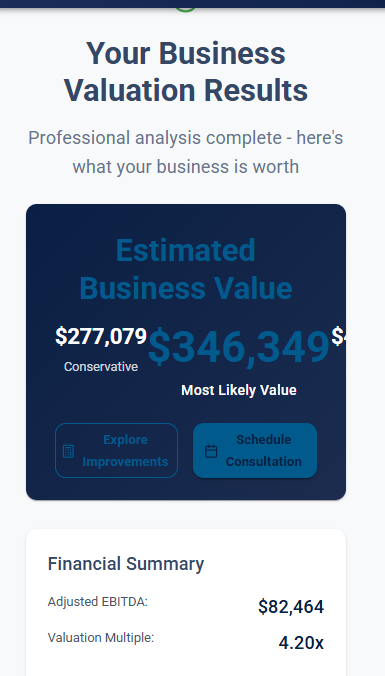 Your Business
Valuation Results
Professional analysis complete - here's
what your business is worth
Estimated
Business Value
$277,079 $346,349
Conservative
Most Likely Value
Explore
Improvements
Schedule
Consultation
Financial Summary
Adjusted EBITDA: $82,464
Valuation Multiple: 4.20x